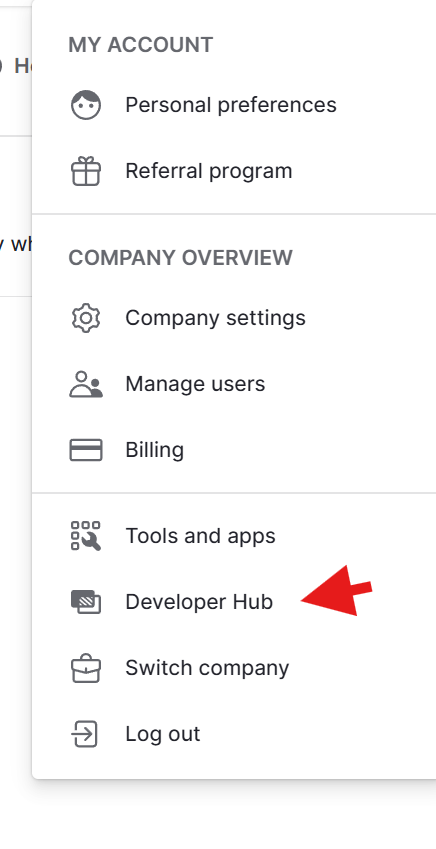 MY ACCOUNT
Personal preferences
Referral program
COMPANY OVERVIEW
Company settings
Manage users
Billing
Tools and apps
Developer Hub
Switch company
Log out